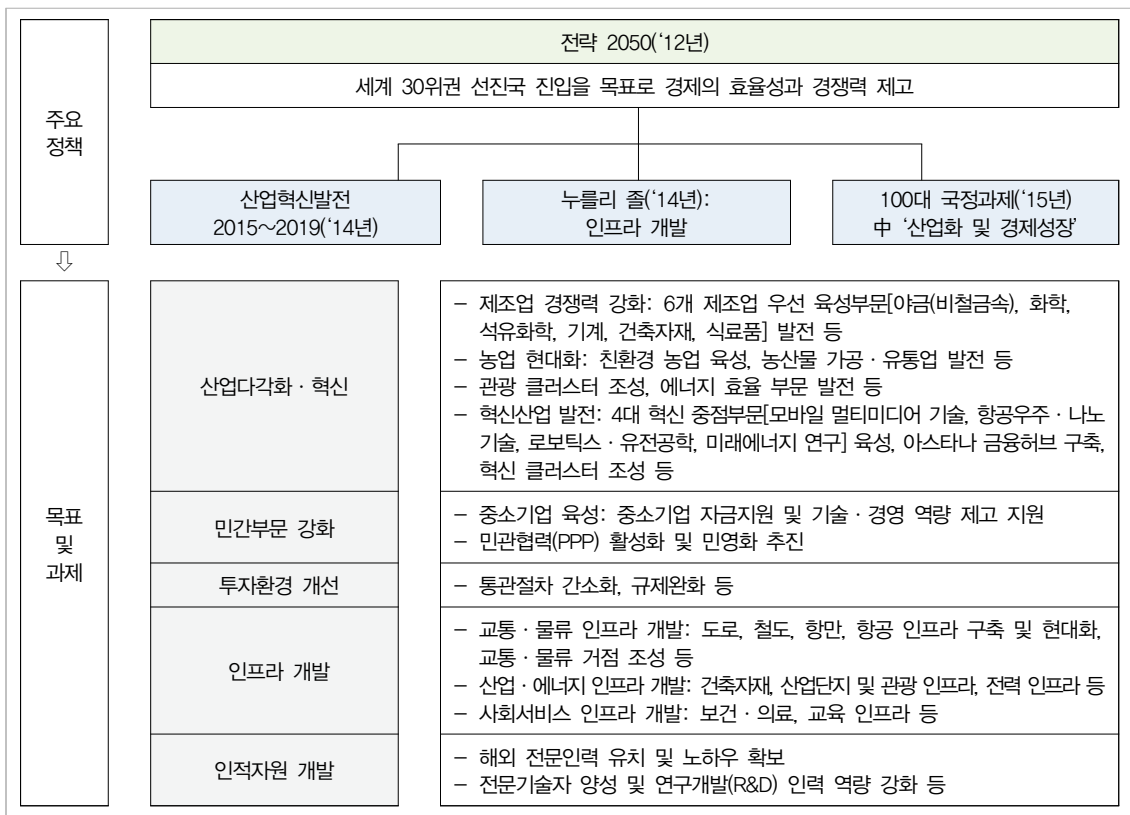 주요
정책
전략 2050(‘12년)
세계 30위권 선진국 진입을 목표로 경제의 효율성과 경쟁력 제고
산업혁신발전
2015～2019(‘14년)
누를리 졸(‘14년):
인프라 개발
100대 국정과제(‘15년)
中 ‘산업화 및 경제성장’
⇩
목표
및
과제
산업다각화·혁신
– 제조업 경쟁력 강화: 6개 제조업 우선 육성부문[야금(비철금속), 화학,
석유화학, 기계, 건축자재, 식료품] 발전 등
– 농업 현대화: 친환경 농업 육성, 농산물 가공·유통업 발전 등
– 관광 클러스터 조성, 에너지 효율 부문 발전 등
– 혁신산업 발전: 4대 혁신 중점부문[모바일 멀티미디어 기술, 항공우주·나노
기술, 로보틱스·유전공학, 미래에너지 연구] 육성, 아스타나 금융허브 구축,
혁신 클러스터 조성 등
민간부문 강화
– 중소기업 육성: 중소기업 자금지원 및 기술·경영 역량 제고 지원
– 민관협력(PPP) 활성화 및 민영화 추진
투자환경 개선
– 통관절차 간소화, 규제완화 등
인프라 개발
– 교통·물류 인프라 개발: 도로, 철도, 항만, 항공 인프라 구축 및 현대화,
교통·물류 거점 조성 등
– 산업·에너지 인프라 개발: 건축자재, 산업단지 및 관광 인프라, 전력 인프라 등
– 사회서비스 인프라 개발: 보건·의료, 교육 인프라 등
인적자원 개발
– 해외 전문인력 유치 및 노하우 확보
– 전문기술자 양성 및 연구개발(R&D) 인력 역량 강화 등